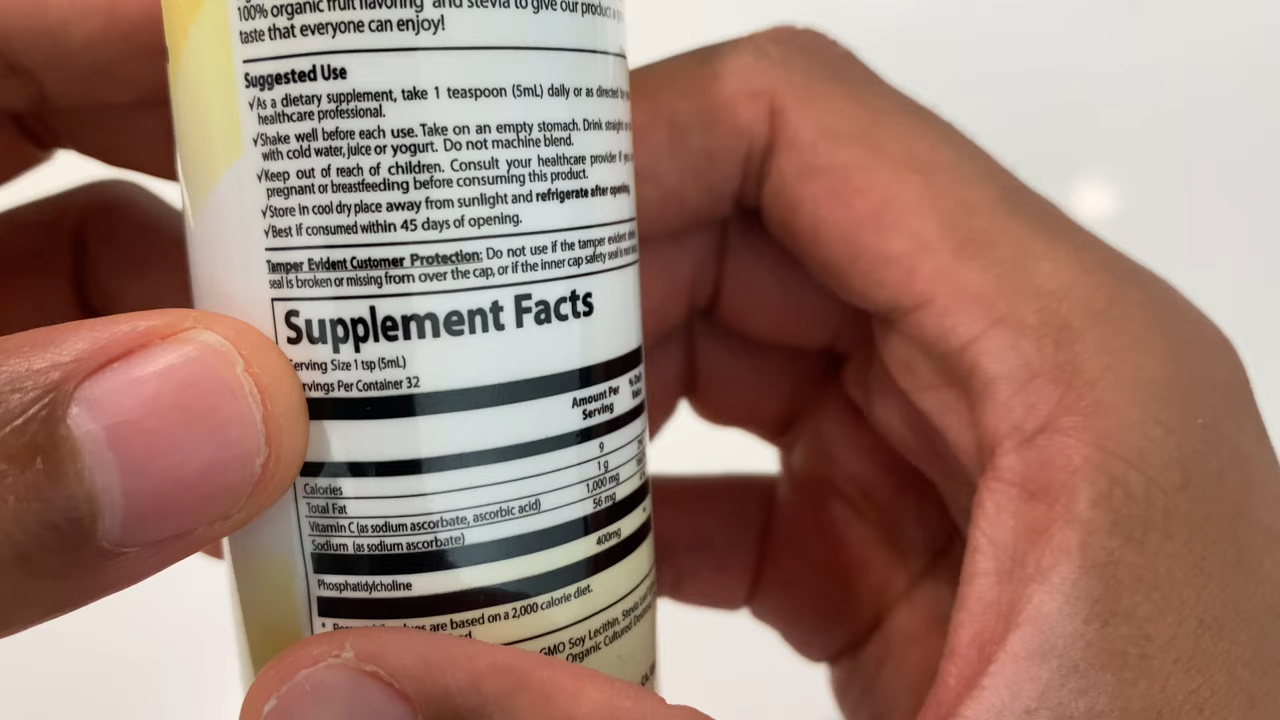 100% organic fruit flavoring and stevia to give our product a
taste that everyone can enjoy!
Suggested Use
√As a dietary supplement, take 1 teaspoon (5mL) daily or as directed by
healthcare professional.
√Shake well before each use. Take on an empty stomach. Drink straight or
with cold water, juice or yogurt. Do not machine blend.
√Keep out of reach of children. Consult your healthcare provider if
pregnant or breastfeeding before consuming this product.
√Store in cool dry place away from sunlight and refrigerate after opening.
√Best if consumed within 45 days of opening.
Tamper Evident Customer Protection: Do not use if the tamper evident
seal is broken or missing from over the cap, or if the inner cap safety seal is not
Supplement Facts
erving Size 1 tsp (5mL)
rvings Per Container 32
Amount Per
Serving
% Daily
Value
Calories 9
Total Fat 1 g
Vitamin C (as sodium ascorbate, ascorbic acid) 1,000 mg
Sodium (as sodium ascorbate) 56 mg
Phosphatidylcholine 400mg *
* are based on a 2,000 calorie diet.
GMO Soy Lecithin, Stevia
Organic Cultured